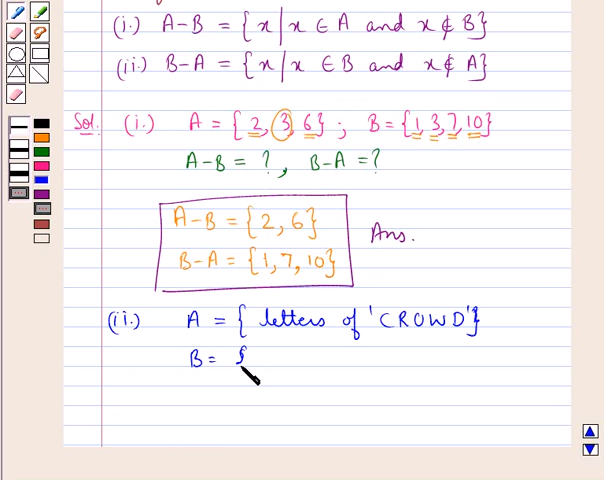 (i.) A-B = { x | x ∈ A and x ∉ B}
(ii.) B-A = { x | x ∈ B and x ∉ A}
Sol. (i.) A = { 2, 3, 6 } ; B = { 1, 3, 7, 10}
A-B = ? , B-A = ?
A-B = { 2, 6 }
B-A = { 1, 7, 10}
Ans.
(ii.) A = { letters of 'CROWD'}
B = {